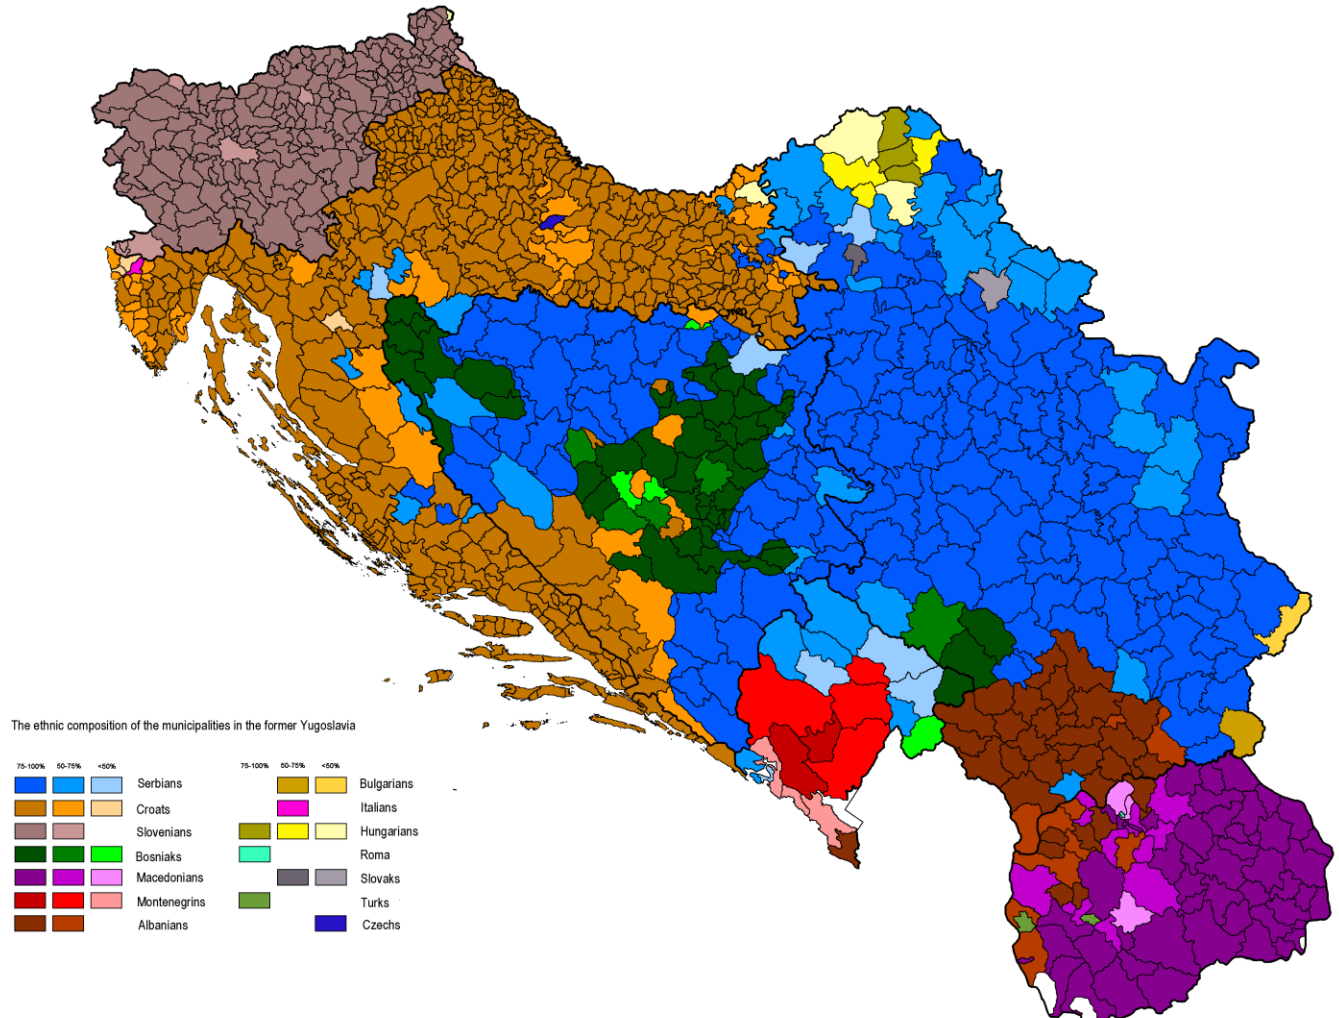 The ethnic composition of the municipalities in the former Yugoslavia
75-100% 50-75% <50% 75-100% 50-75% <50%
Serbians Bulgarians
Croats Italians
Slovenians Hungarians
Bosniaks Roma
Macedonians Slovaks
Montenegrins Turks
Albanians Czechs